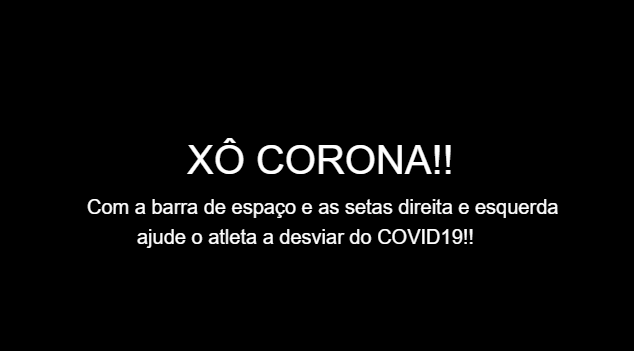 XÔ CORONA!!
Com a barra de espaço e as setas direita e esquerda
ajude o atleta a desviar do COVID19!!